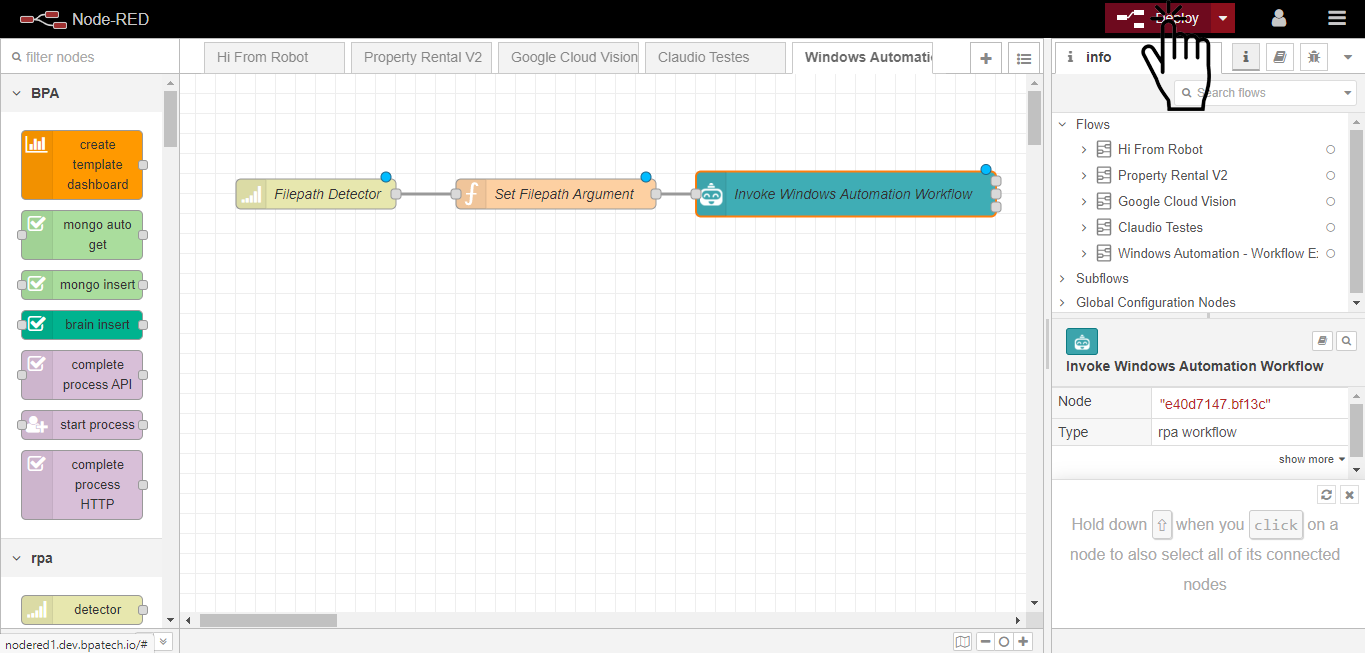 Node-RED
Deploy
filter nodes
Hi From Robot
Property Rental V2
Google Cloud Vision
Claudio Testes
Windows Automati
info
Search flows
BPA
create
template
dashboard
mongo auto
get
mongo insert
brain insert
complete
process API
start process
complete
process
HTTP
rpa
detector
nodered1.dev.bpatech.io/#
Filepath Detector
Set Filepath Argument
Invoke Windows Automation Workflow
Flows
Hi From Robot
Property Rental V2
Google Cloud Vision
Claudio Testes
Windows Automation - Workflow E
Subflows
Global Configuration Nodes
Invoke Windows Automation Workflow
Node "e40d7147.bf13c"
Type rpa workflow
show more
Hold down ⇧ when you click on a
node to also select all of its connected
nodes